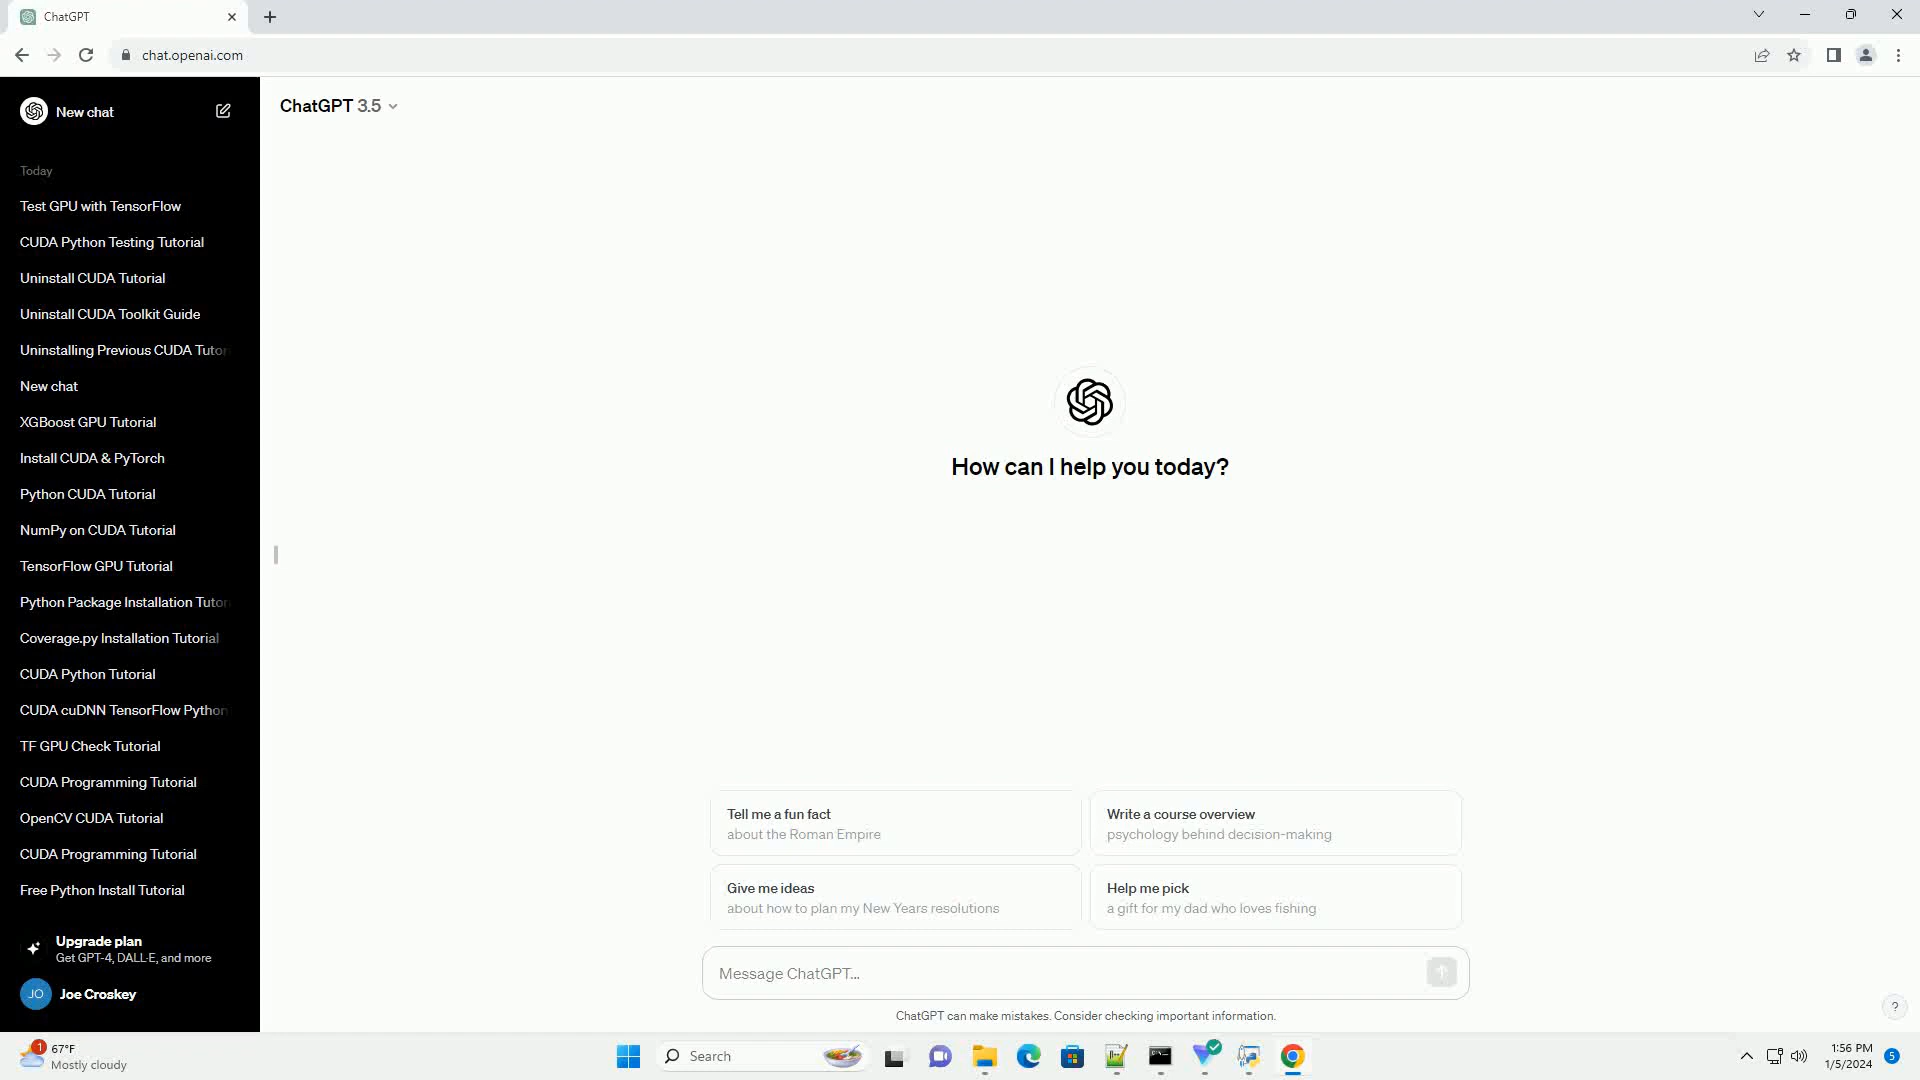 ChatGPT
chat.openai.com
New chat
ChatGPT 3.5
Today
Test GPU with TensorFlow
CUDA Python Testing Tutorial
Uninstall CUDA Tutorial
Uninstall CUDA Toolkit Guide
Uninstalling Previous CUDA Tutor
New chat
XGBoost GPU Tutorial
Install CUDA & PyTorch
Python CUDA Tutorial
NumPy on CUDA Tutorial
TensorFlow GPU Tutorial
Python Package Installation Tutor
Coverage.py Installation Tutorial
CUDA Python Tutorial
CUDA cuDNN TensorFlow Python
TF GPU Check Tutorial
CUDA Programming Tutorial
OpenCV CUDA Tutorial
CUDA Programming Tutorial
Free Python Install Tutorial
Upgrade plan
Get GPT-4, DALL·E, and more
JO
Joe Croskey
How can I help you today?
Tell me a fun fact
about the Roman Empire
Write a course overview
psychology behind decision-making
Give me ideas
about how to plan my New Years resolutions
Help me pick
a gift for my dad who loves fishing
Message ChatGPT...
ChatGPT can make mistakes. Consider checking important information.
?
1
67°F
Mostly cloudy
Search
1:56 PM
1/5/2024
5